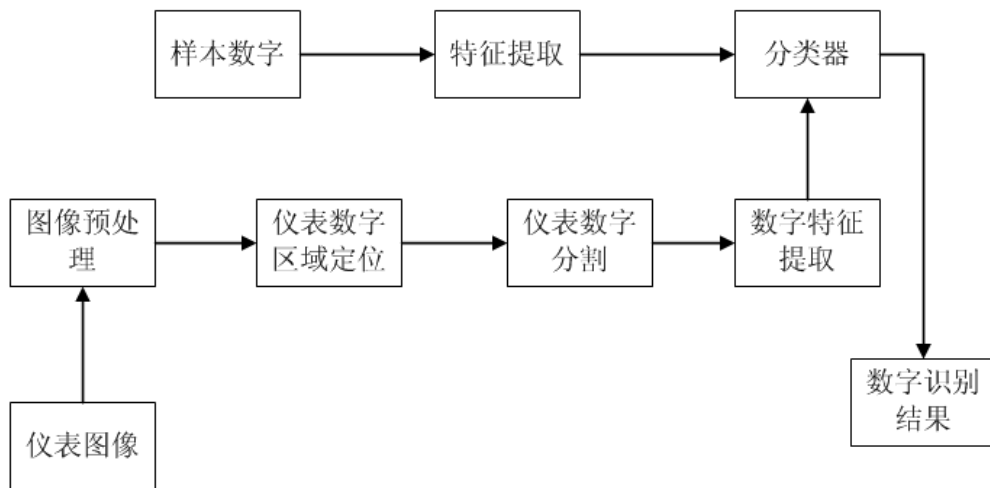 样本数字
特征提取
分类器
图像预处
理
仪表数字
区域定位
仪表数字
分割
数字特征
提取
数字识别
结果
仪表图像